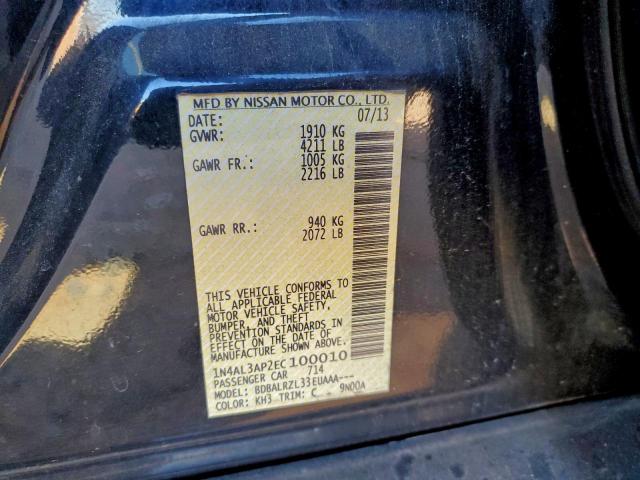 MFD BY NISSAN MOTOR CO., LTD.
DATE: 07/13
GVWR: 1910 KG
4211 LB
GAWR FR.: 1005 KG
2216 LB
GAWR RR.: 940 KG
2072 LB
THIS VEHICLE CONFORMS TO
ALL APPLICABLE FEDERAL
MOTOR VEHICLE SAFETY,
BUMPER, AND THEFT
PREVENTION STANDARDS IN
EFFECT ON THE DATE OF
MANUFACTURE SHOWN ABOVE.
1N4AL3AP2EC100010
PASSENGER CAR 714
MODEL: BDBALRZL33EUAAA---
COLOR: KH3 TRIM: C 9N00A